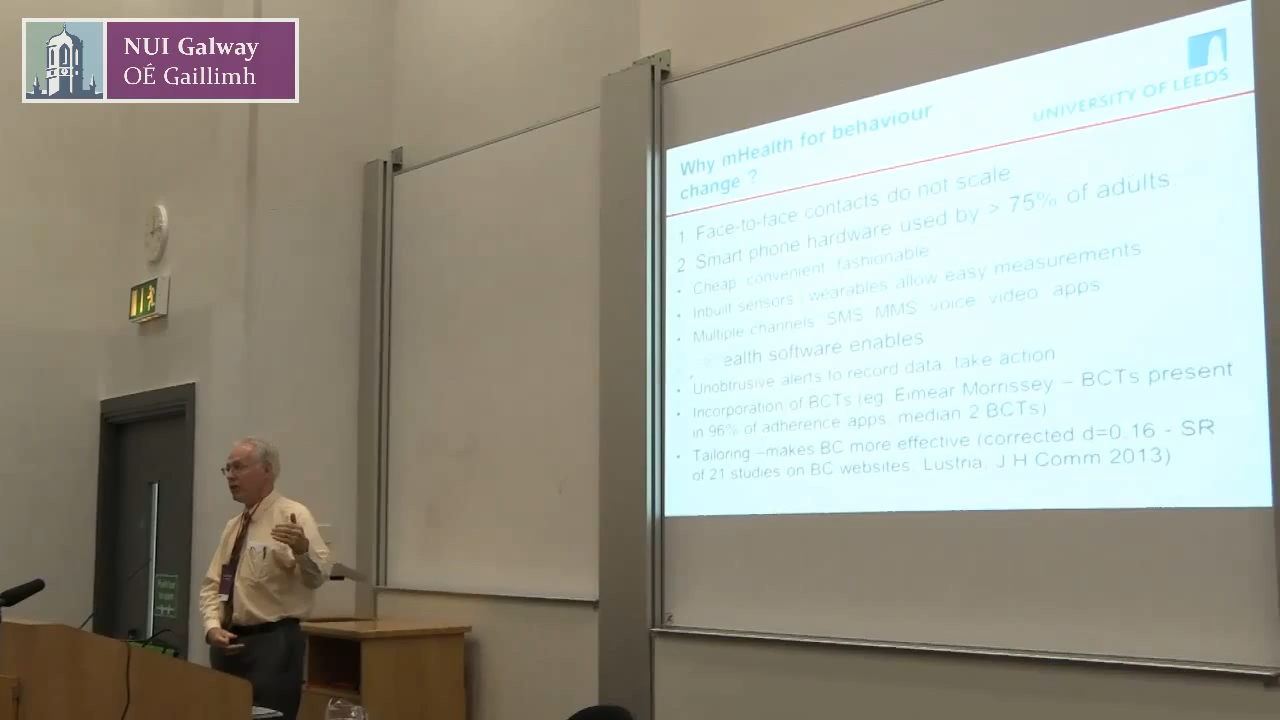 NUI Galway
OÉ Gaillimh
UNIVERSITY OF LEEDS
Why mHealth for behaviour
change ?
1 Face-to-face contacts do not scale
2 Smart phone hardware used by > 75% of adults
• Cheap, convenient, fashionable
• Inbuilt sensors, wearables allow easy measurements
• Multiple channels: SMS, MMS, voice, video, apps
ealth software enables
• Unobtrusive alerts to record data, take action
• Incorporation of BCTs (eg. Eimear Morrissey – BCTs present
in 96% of adherence apps, median 2 BCTs)
• Tailoring –makes BC more effective (corrected d=0.16 - SR
of 21 studies on BC websites, Lustria, J H Comm 2013)